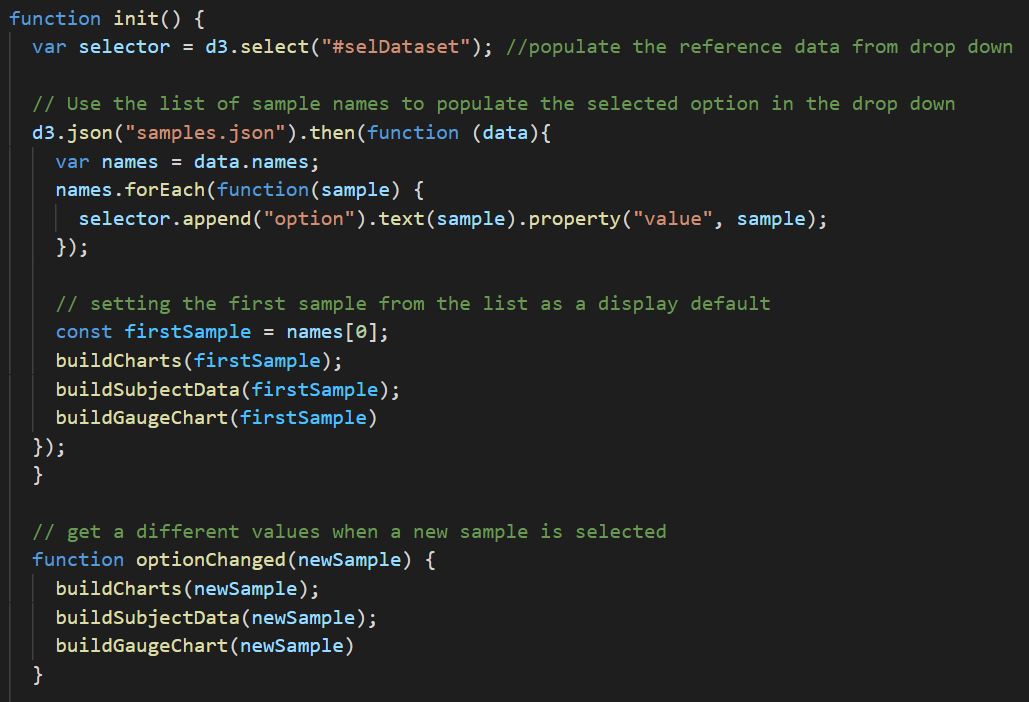 function init() {
  var selector = d3.select("#selDataset"); //populate the reference data from drop down

  // Use the list of sample names to populate the selected option in the drop down
  d3.json("samples.json").then(function (data){
    var names = data.names;
    names.forEach(function(sample) {
      selector.append("option").text(sample).property("value", sample);
    });

    // setting the first sample from the list as a display default
    const firstSample = names[0];
    buildCharts(firstSample);
    buildSubjectData(firstSample);
    buildGaugeChart(firstSample)
  });
  }

  // get a different values when a new sample is selected
  function optionChanged(newSample) {
    buildCharts(newSample);
    buildSubjectData(newSample);
    buildGaugeChart(newSample)
  }